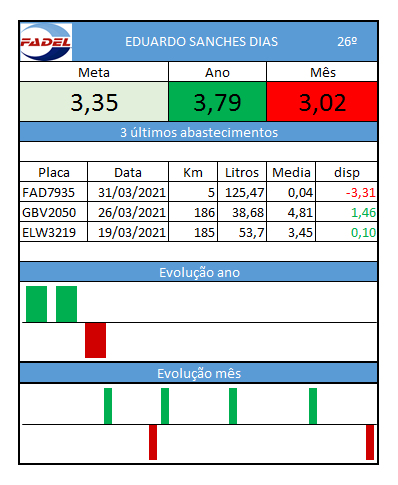 FADEL
EDUARDO SANCHES DIAS 26º
Meta Ano Mês
3,35 3,79 3,02
3 últimos abastecimentos
Placa Data Km Litros Media disp
FAD7935 31/03/2021 5 125,47 0,04 -3,31
GBV2050 26/03/2021 186 38,68 4,81 1,46
ELW3219 19/03/2021 185 53,7 3,45 0,10
Evolução ano
Evolução mês